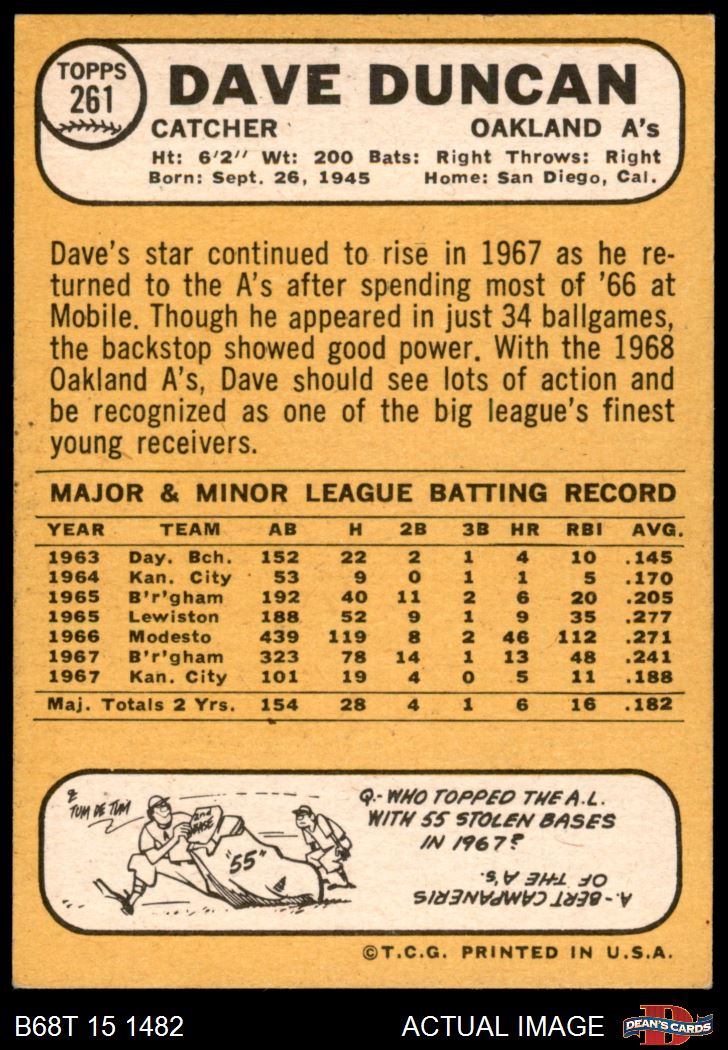 TOPPS
261
DAVE DUNCAN
CATCHER OAKLAND A's
Ht: 6'2" Wt: 200 Bats: Right Throws: Right
Born: Sept. 26, 1945 Home: San Diego, Cal.
Dave's star continued to rise in 1967 as he re-
turned to the A's after spending most of '66 at
Mobile. Though he appeared in just 34 ballgames,
the backstop showed good power. With the 1968
Oakland A's, Dave should see lots of action and
be recognized as one of the big league's finest
young receivers.
MAJOR & MINOR LEAGUE BATTING RECORD
YEAR TEAM AB H 2B 3B HR RBI AVG.
1963 Day. Bch. 152 22 2 1 4 10 .145
1964 Kan. City 53 9 0 1 1 5 .170
1965 B'r'gham 192 40 11 2 6 20 .205
1965 Lewiston 188 52 9 1 9 35 .277
1966 Modesto 439 119 8 2 46 112 .271
1967 B'r'gham 323 78 14 1 13 48 .241
1967 Kan. City 101 19 4 0 5 11 .188
Maj. Totals 2 Yrs. 154 28 4 1 6 16 .182
TUM DE TUM
2nd
BASE
"55"
A
Q.- WHO TOPPED THE A.L.
WITH 55 STOLEN BASES
IN 1967?
A.- BERT CAMPANERIS
OF THE A's.
©T.C.G. PRINTED IN U.S.A.
B68T 15 1482 ACTUAL IMAGE
D
DEAN'S CARDS